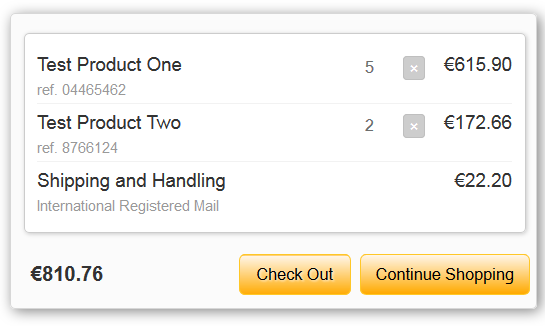 Test Product One 5 × €615.90
ref. 04465462
Test Product Two 2 × €172.66
ref. 8766124
Shipping and Handling €22.20
International Registered Mail
€810.76 Check Out Continue Shopping